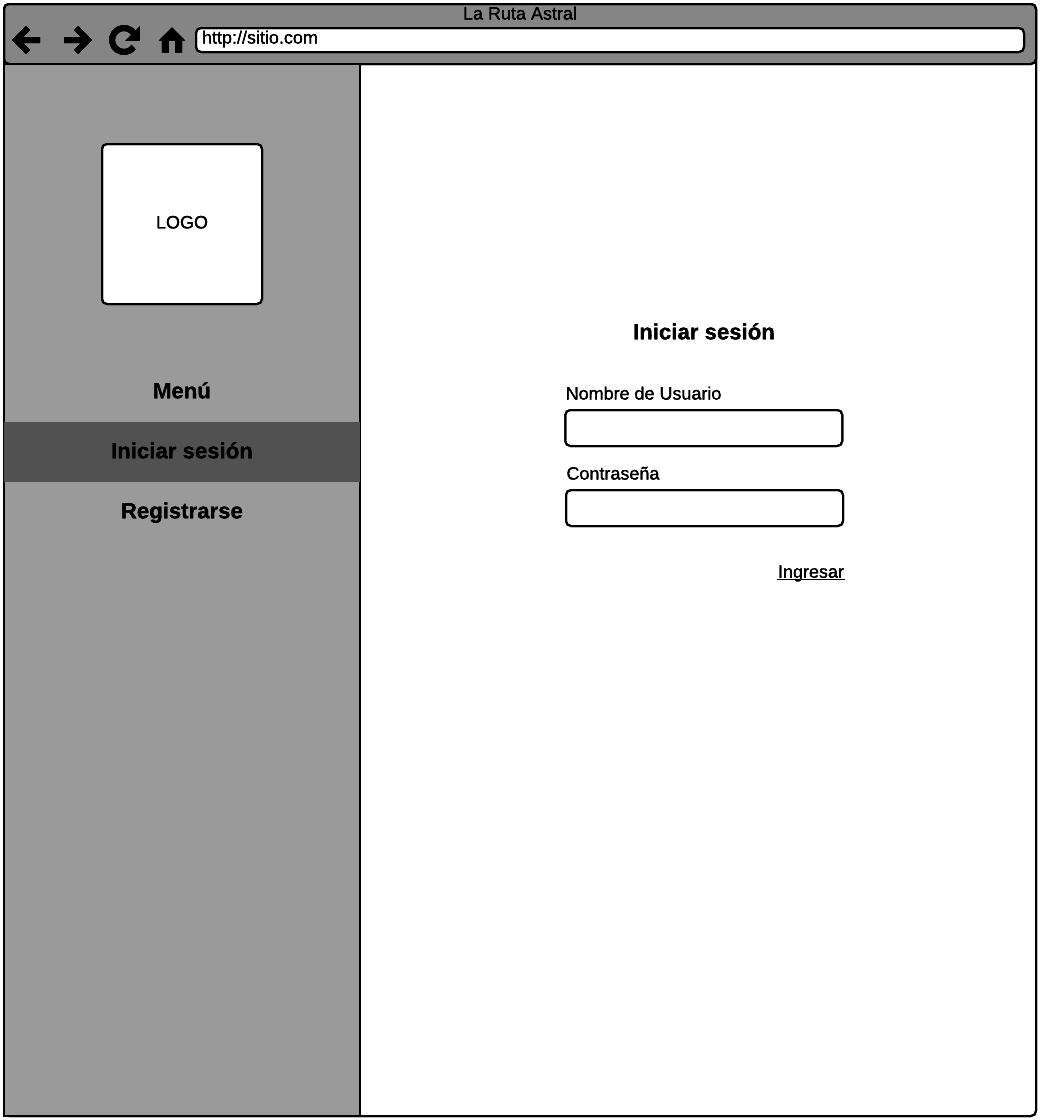 La Ruta Astral
http://sitio.com
LOGO
Menú
Iniciar sesión
Registrarse
Iniciar sesión
Nombre de Usuario
Contraseña
Ingresar